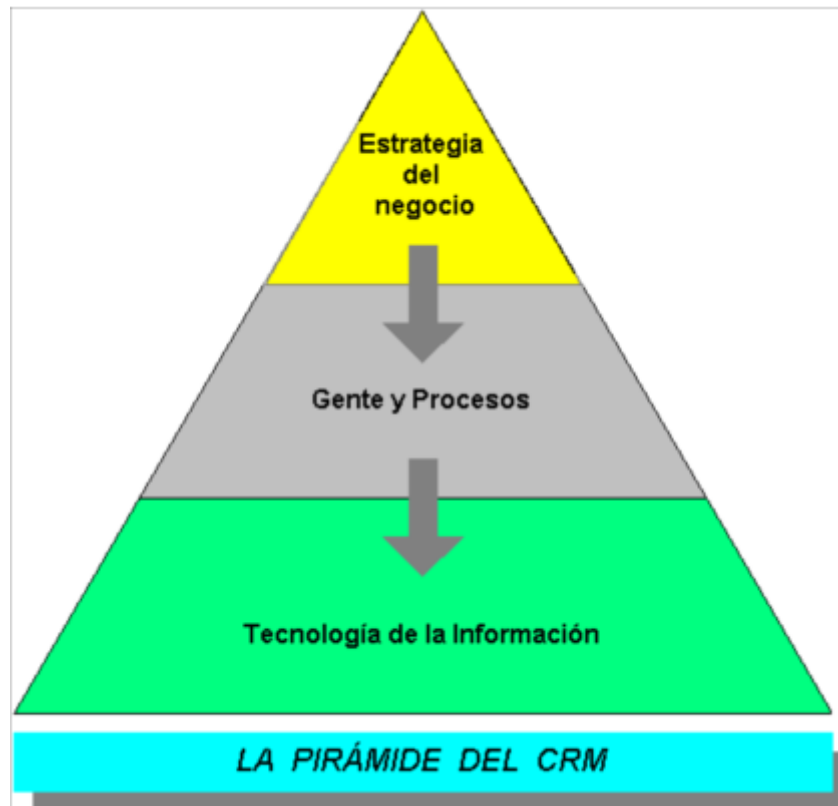 Estrategia
del
negocio
Gente y Procesos
Tecnología de la Información
LA PIRÁMIDE DEL CRM